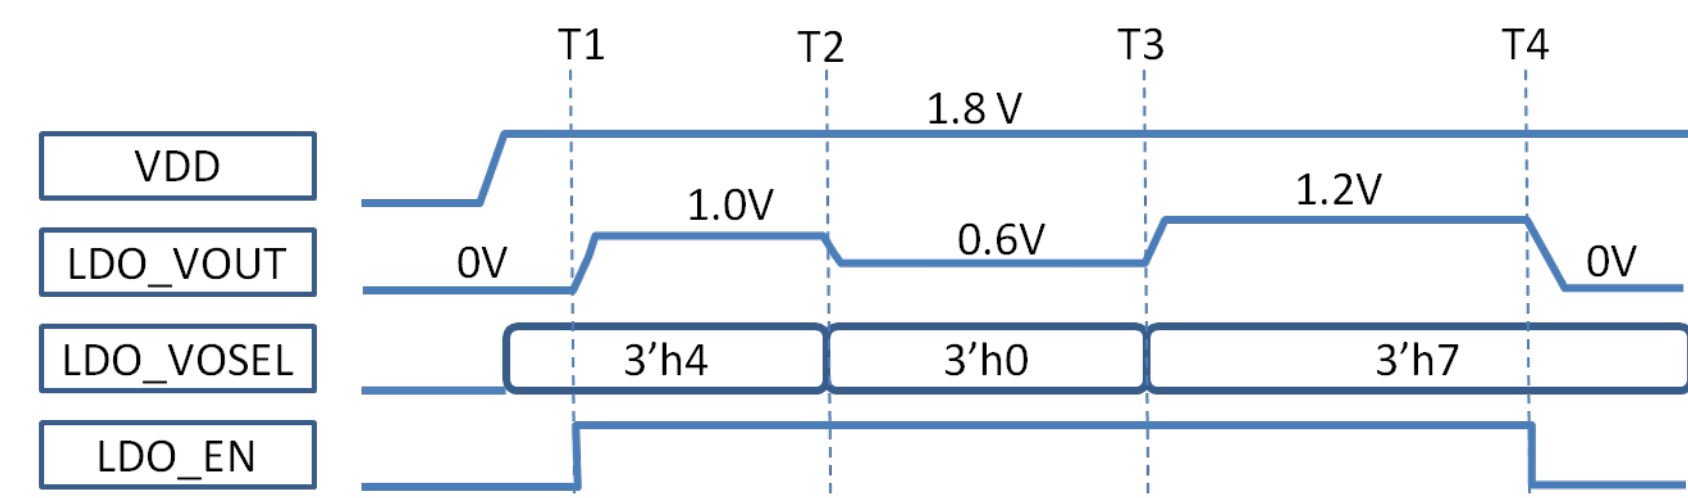 T1 T2 T3 T4
1.8 V
VDD
1.0V 1.2V
0V 0.6V 0V
LDO_VOUT
LDO_VOSEL 3’h4 3’h0 3’h7
LDO_EN